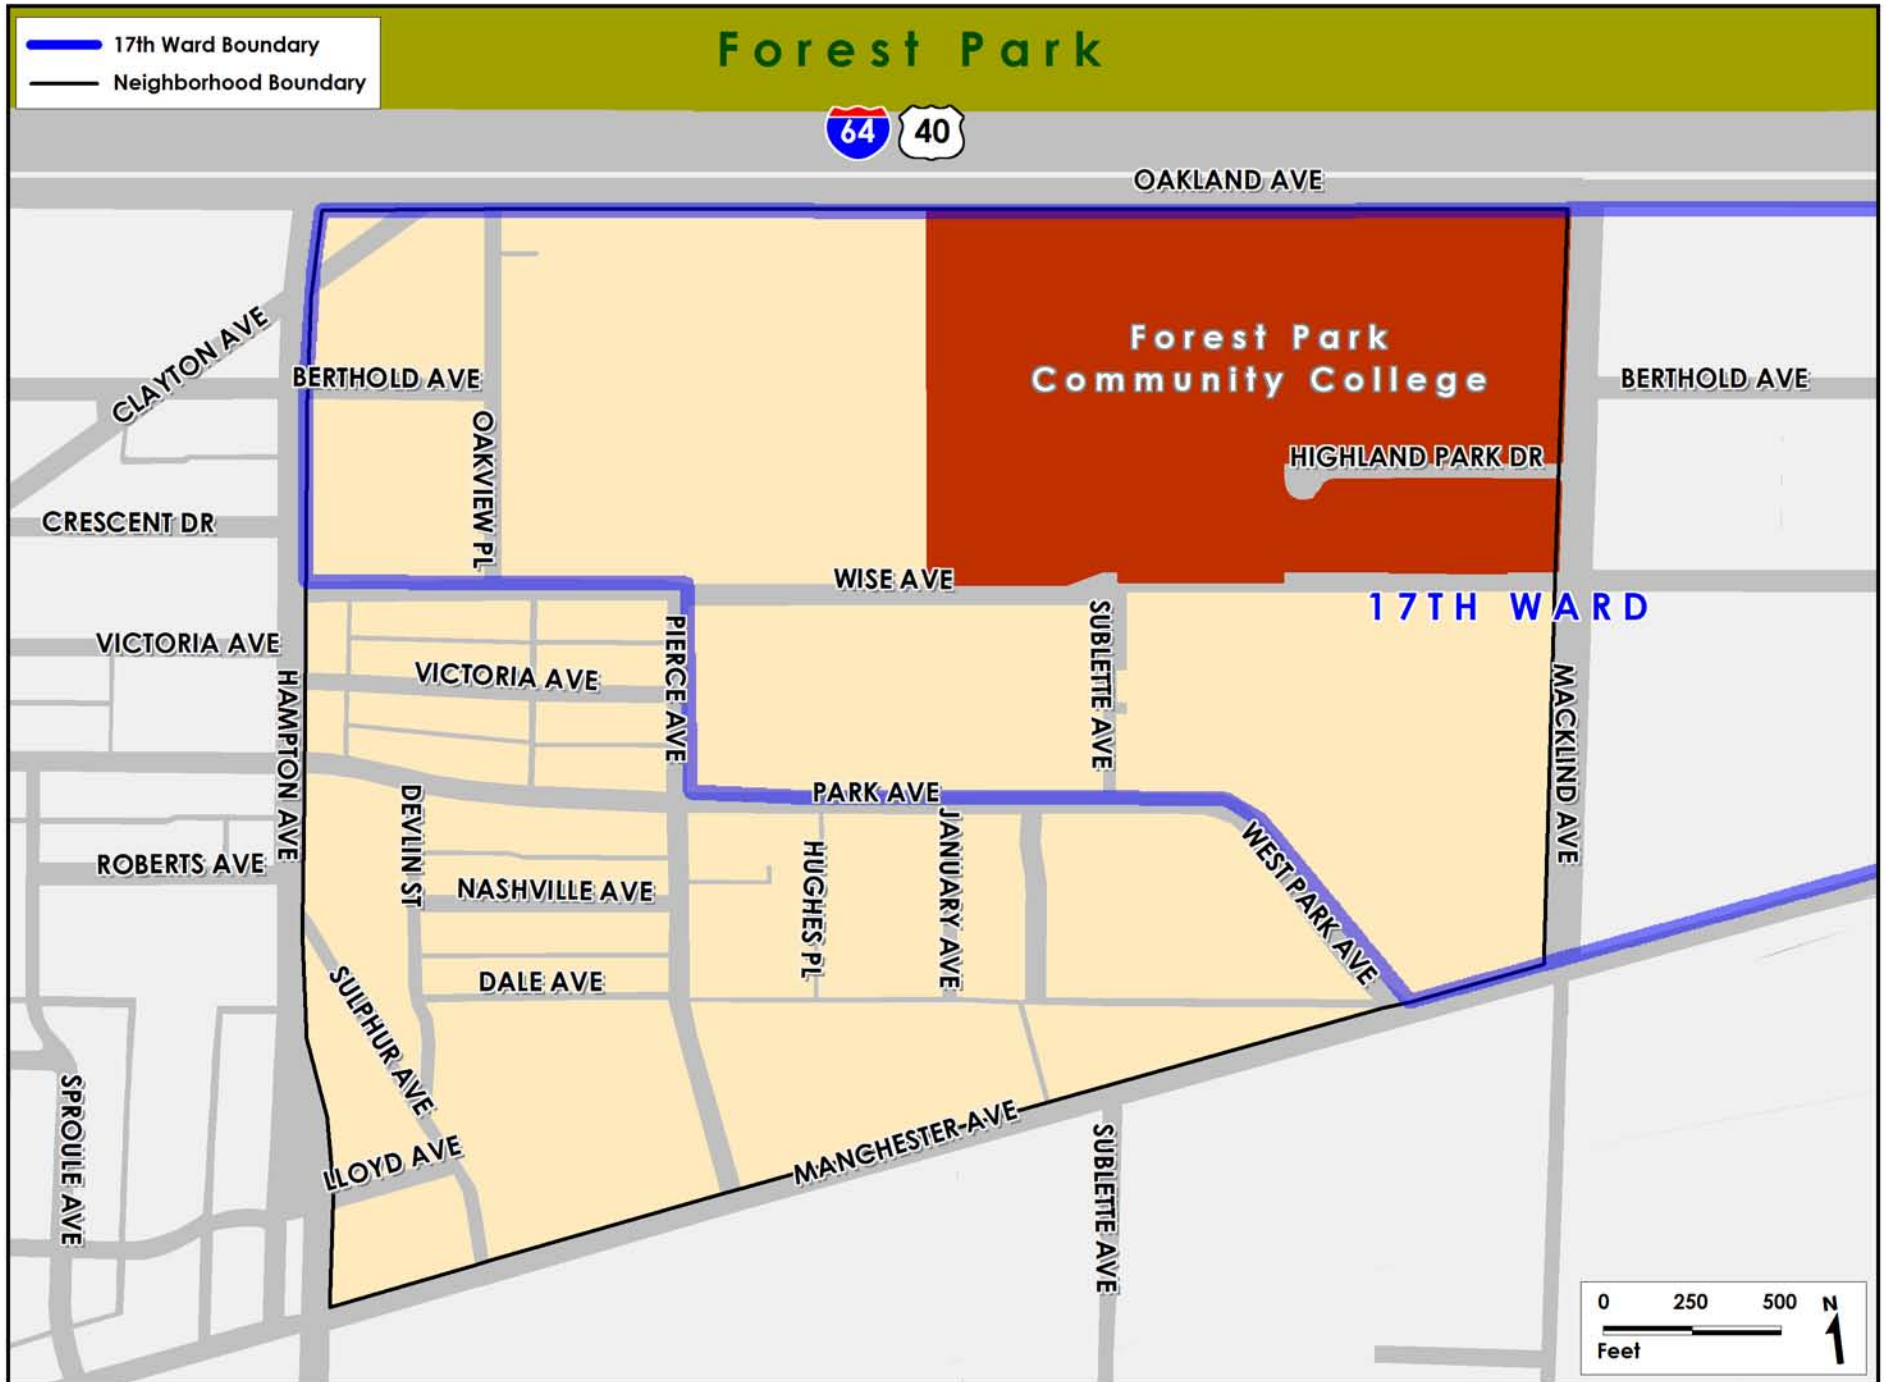 17th Ward Boundary
Neighborhood Boundary
Forest Park
64
40
OAKLAND AVE
CLAYTON AVE
BERTHOLD AVE
OAKVIEW PL
Forest Park
Community College
BERTHOLD AVE
HIGHLAND PARK DR
CRESCENT DR
WISE AVE
17TH WARD
VICTORIA AVE
VICTORIA AVE
HAMPTON AVE
PIERCE AVE
SUBLETTE AVE
MACKLIND AVE
PARK AVE
DEVLIN ST
ROBERTS AVE
NASHVILLE AVE
HUGHES PL
JANUARY AVE
WEST PARK AVE
DALE AVE
SULPHUR AVE
SPROULE AVE
LLOYD AVE
MANCHESTER AVE
SUBLETTE AVE
0 250 500 N
Feet